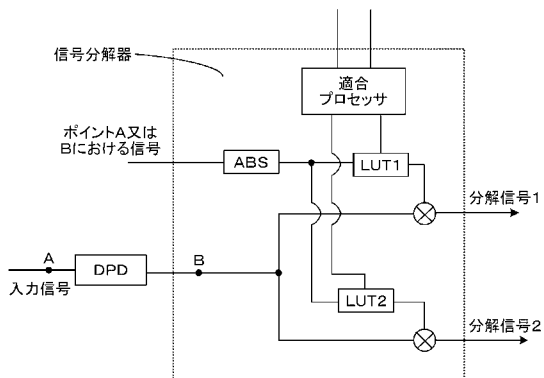 信号分解器
適合
プロセッサ
ポイントA又は
Bにおける信号
ABS
LUT1
分解信号1
A
DPD
B
入力信号
LUT2
分解信号2